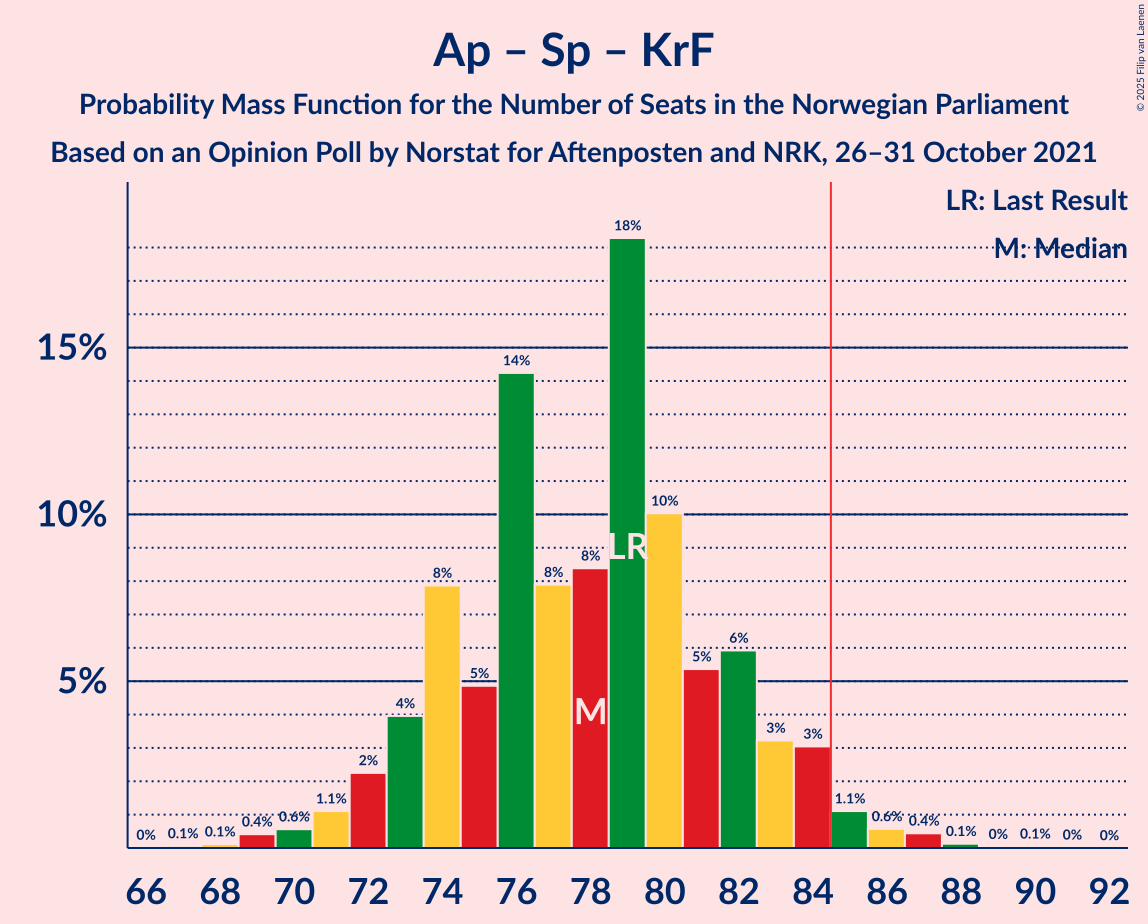 Ap – Sp – KrF
Probability Mass Function for the Number of Seats in the Norwegian Parliament
Based on an Opinion Poll by Norstat for Aftenposten and NRK, 26–31 October 2021
© 2025 Filip van Laenen
LR: Last Result
M: Median
15%
10%
5%
0% 0.1% 0.1% 0.4% 0.6% 1.1% 2% 4% 8% 5% 14% 8% 8% 18% 10% 5% 6% 3% 3% 1.1% 0.6% 0.4% 0.1% 0% 0.1% 0% 0%
LR
M
66 68 70 72 74 76 78 80 82 84 86 88 90 92